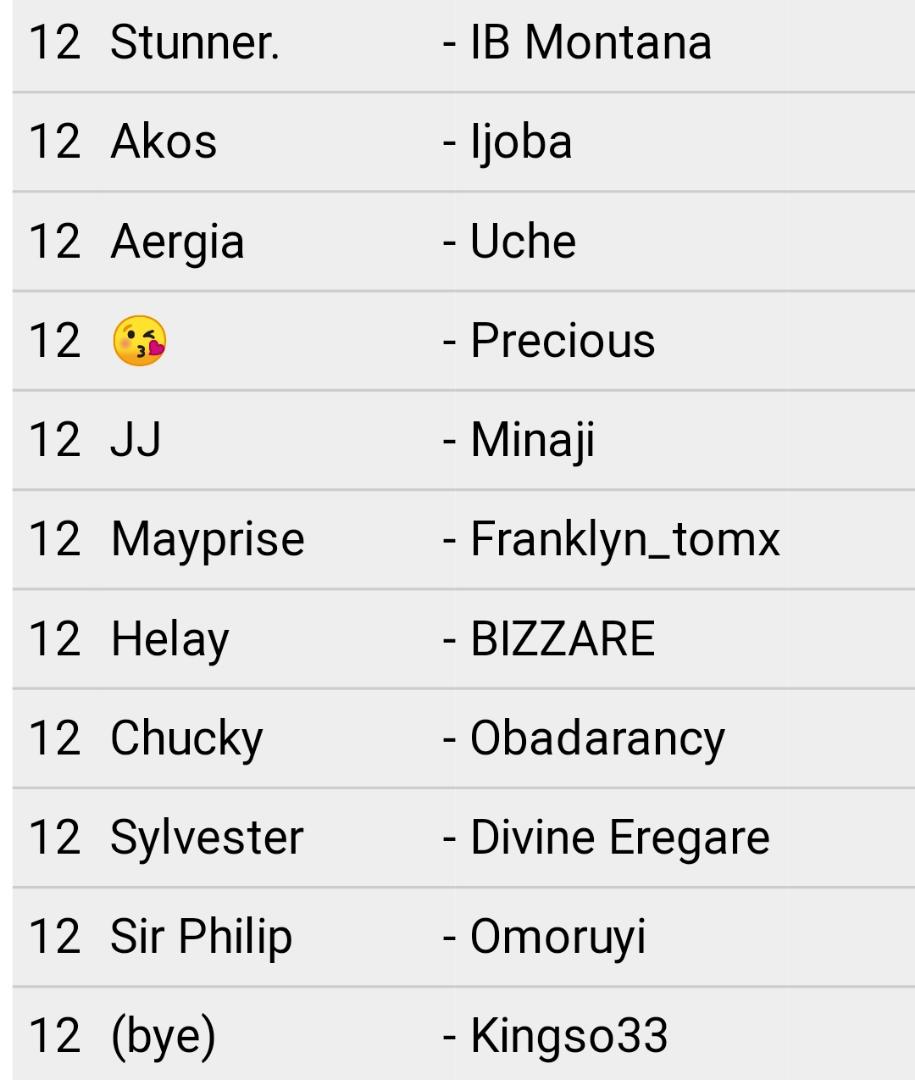 12 Stunner. - IB Montana
12 Akos - Ijoba
12 Aergia - Uche
12 😘 - Precious
12 JJ - Minaji
12 Mayprise - Franklyn_tomx
12 Helay - BIZZARE
12 Chucky - Obadarancy
12 Sylvester - Divine Eregare
12 Sir Philip - Omoruyi
12 (bye) - Kingso33